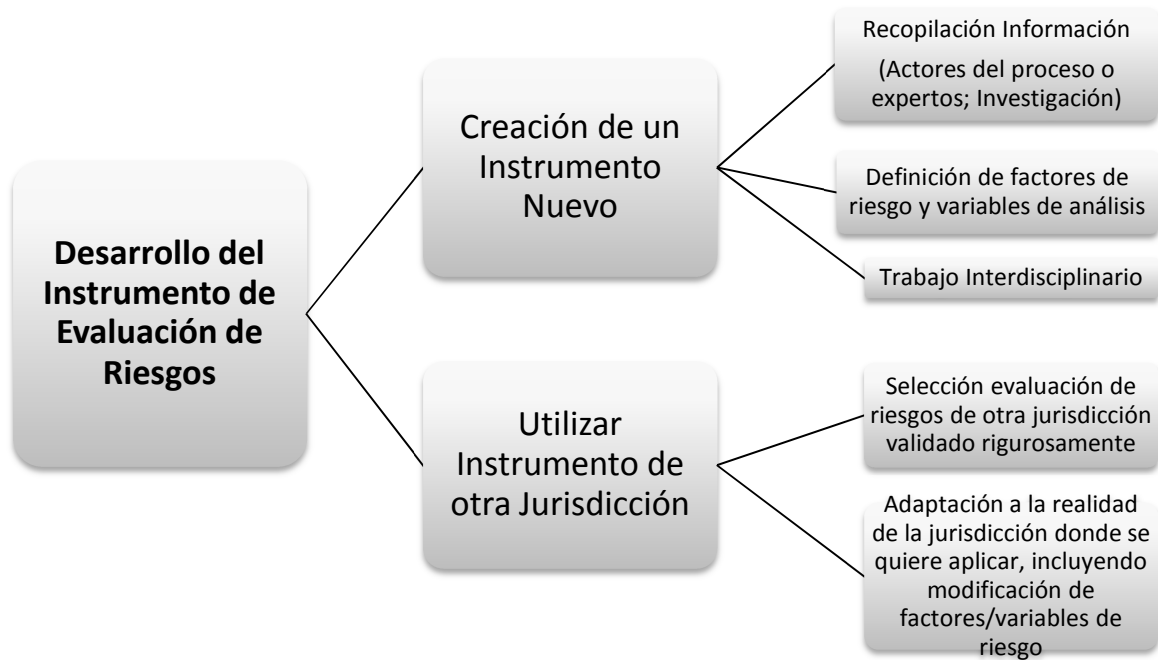 Desarrollo del
Instrumento de
Evaluación de
Riesgos
Creación de un
Instrumento
Nuevo
Recopilación Información
(Actores del proceso o
expertos; Investigación)
Definición de factores de
riesgo y variables de análisis
Trabajo Interdisciplinario
Utilizar
Instrumento de
otra Jurisdicción
Selección evaluación de
riesgos de otra jurisdicción
validado rigurosamente
Adaptación a la realidad
de la jurisdicción donde se
quiere aplicar, incluyendo
modificación de
factores/variables de
riesgo